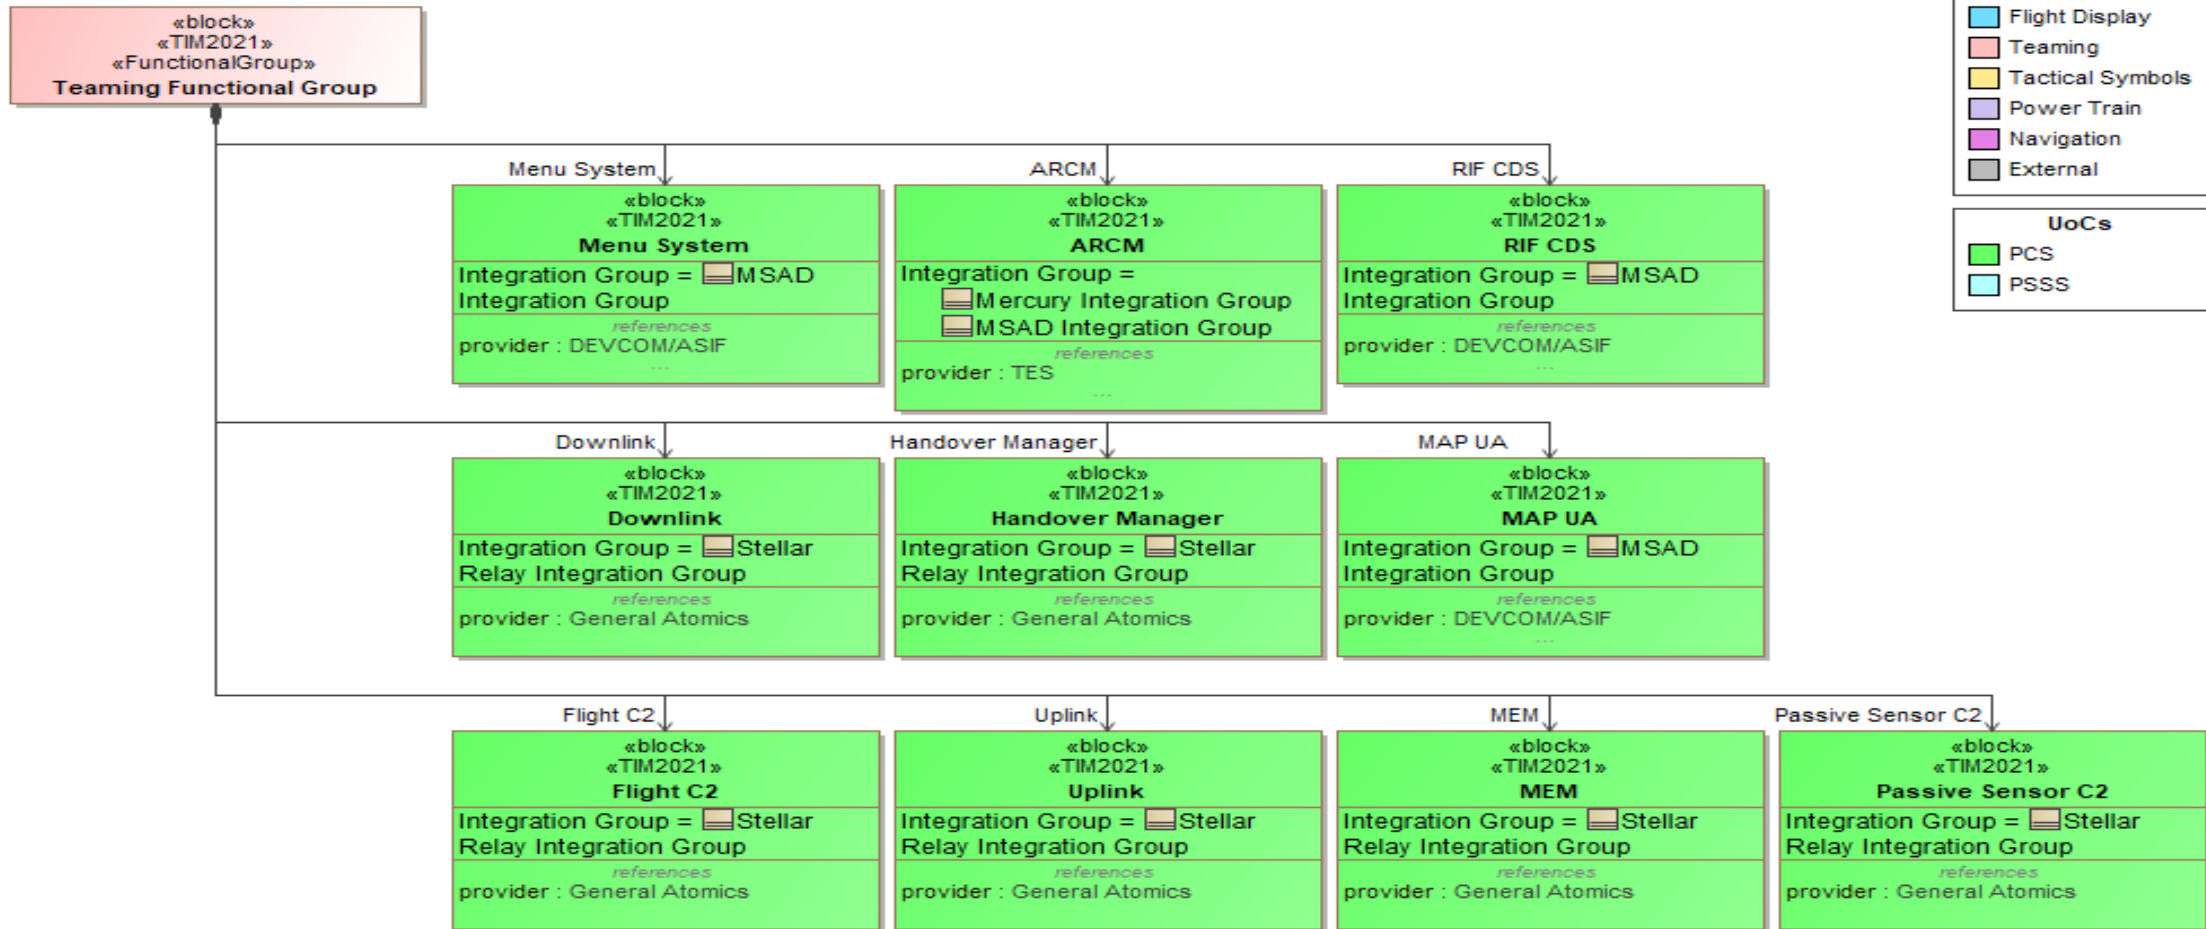 «block»
«TIM2021»
«FunctionalGroup»
Teaming Functional Group
Flight Display
Teaming
Tactical Symbols
Power Train
Navigation
External
UoCs
PCS
PSSS
Menu System
«block»
«TIM2021»
Menu System
Integration Group = MSAD
Integration Group
references
provider : DEVCOM/ASIF
...
ARCM
«block»
«TIM2021»
ARCM
Integration Group =
Mercury Integration Group
MSAD Integration Group
references
provider : TES
...
RIF CDS
«block»
«TIM2021»
RIF CDS
Integration Group = MSAD
Integration Group
references
provider : DEVCOM/ASIF
...
Downlink
«block»
«TIM2021»
Downlink
Integration Group = Stellar
Relay Integration Group
references
provider : General Atomics
Handover Manager
«block»
«TIM2021»
Handover Manager
Integration Group = Stellar
Relay Integration Group
references
provider : General Atomics
MAP UA
«block»
«TIM2021»
MAP UA
Integration Group = MSAD
Integration Group
references
provider : DEVCOM/ASIF
...
Flight C2
«block»
«TIM2021»
Flight C2
Integration Group = Stellar
Relay Integration Group
references
provider : General Atomics
Uplink
«block»
«TIM2021»
Uplink
Integration Group = Stellar
Relay Integration Group
references
provider : General Atomics
MEM
«block»
«TIM2021»
MEM
Integration Group = Stellar
Relay Integration Group
references
provider : General Atomics
Passive Sensor C2
«block»
«TIM2021»
Passive Sensor C2
Integration Group = Stellar
Relay Integration Group
references
provider : General Atomics